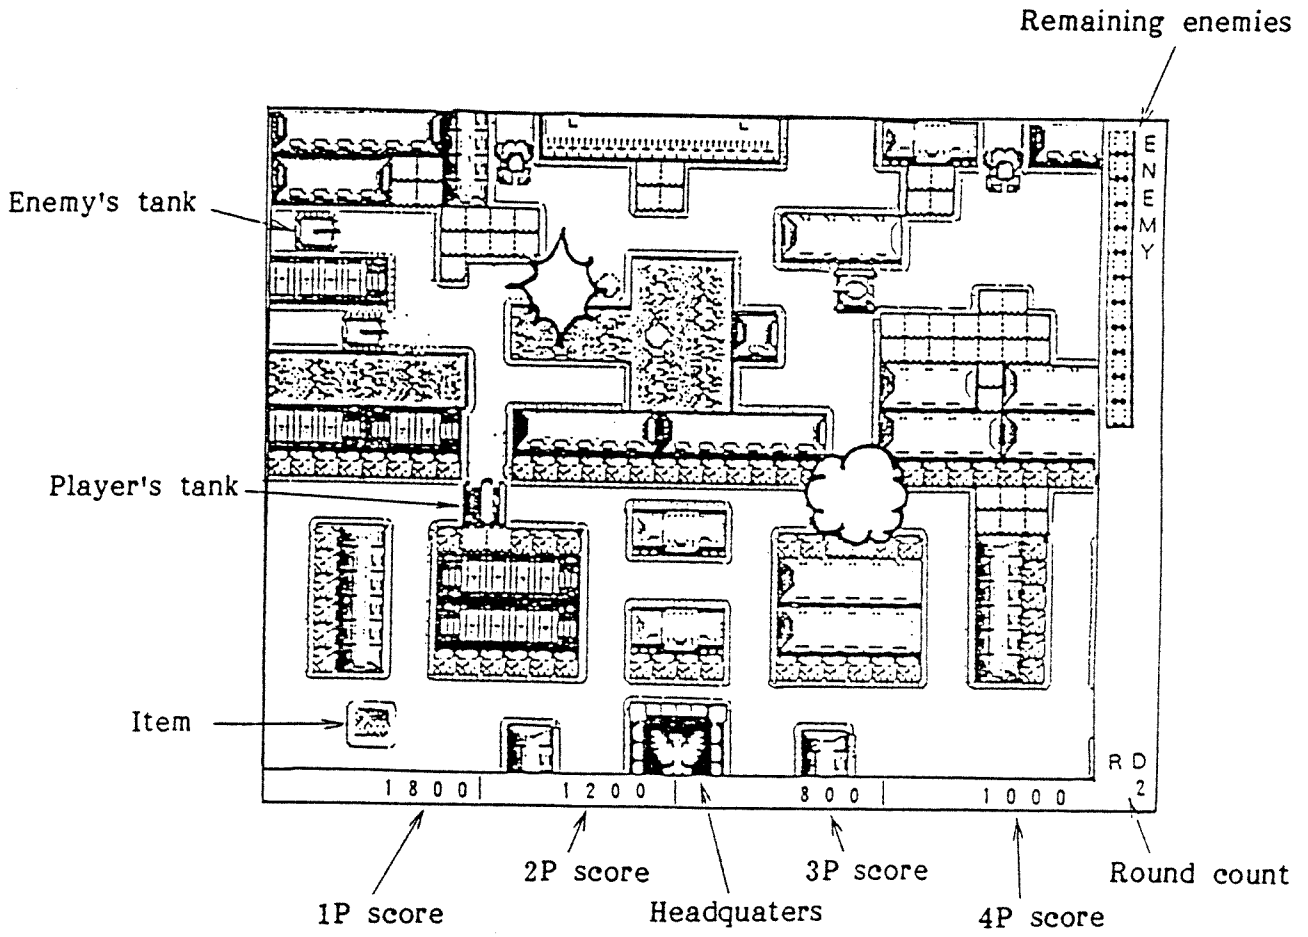 Remaining enemies
ENEMY
Enemy's tank
Player's tank
Item
RD
2
1800
1200
800
1000
1P score
2P score
Headquaters
3P score
4P score
Round count